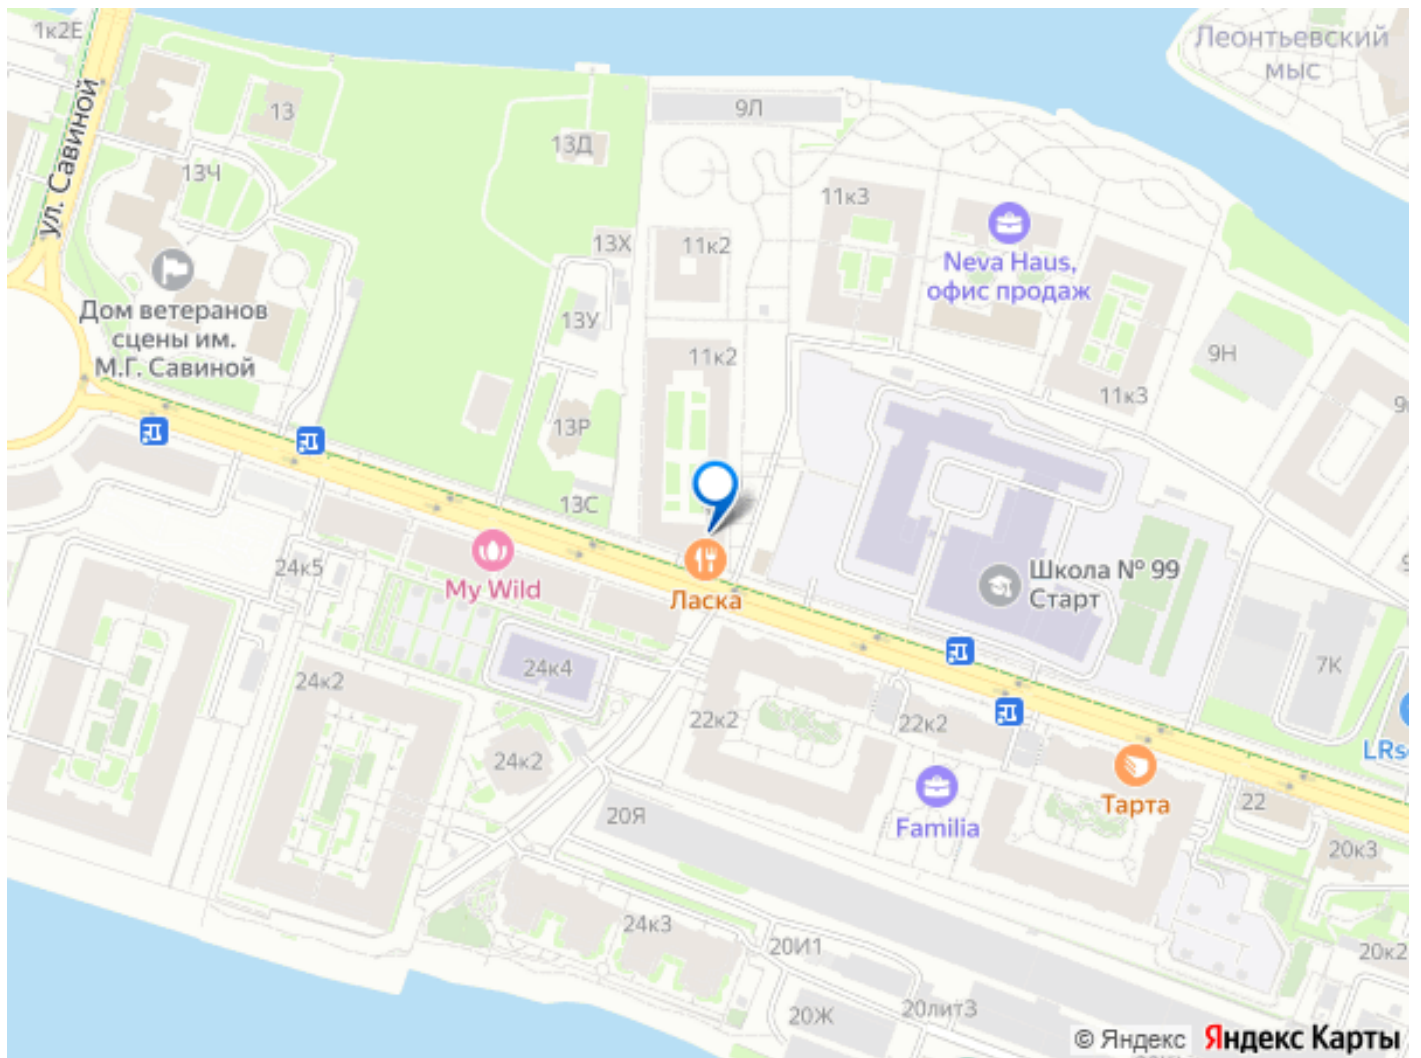 1к2Е
Леонтьевский
мыс
ул. Савиной
13
9Л
13Д
13Ч
11к3
13Х
11к2
Neva Haus,
офис продаж
Дом ветеранов
сцены им.
М.Г. Савиной
13У
11к2
9Н
11к3
13Р
13С
24к5
My Wild
Ласка
Школа № 99
Старт
24к4
24к2
7К
22к2
22к2
LRs
24к2
Тарта
22
20Я
Familia
20к3
24к3
20И1
20к2
20Ж
20лит3
© Яндекс Яндекс Карты